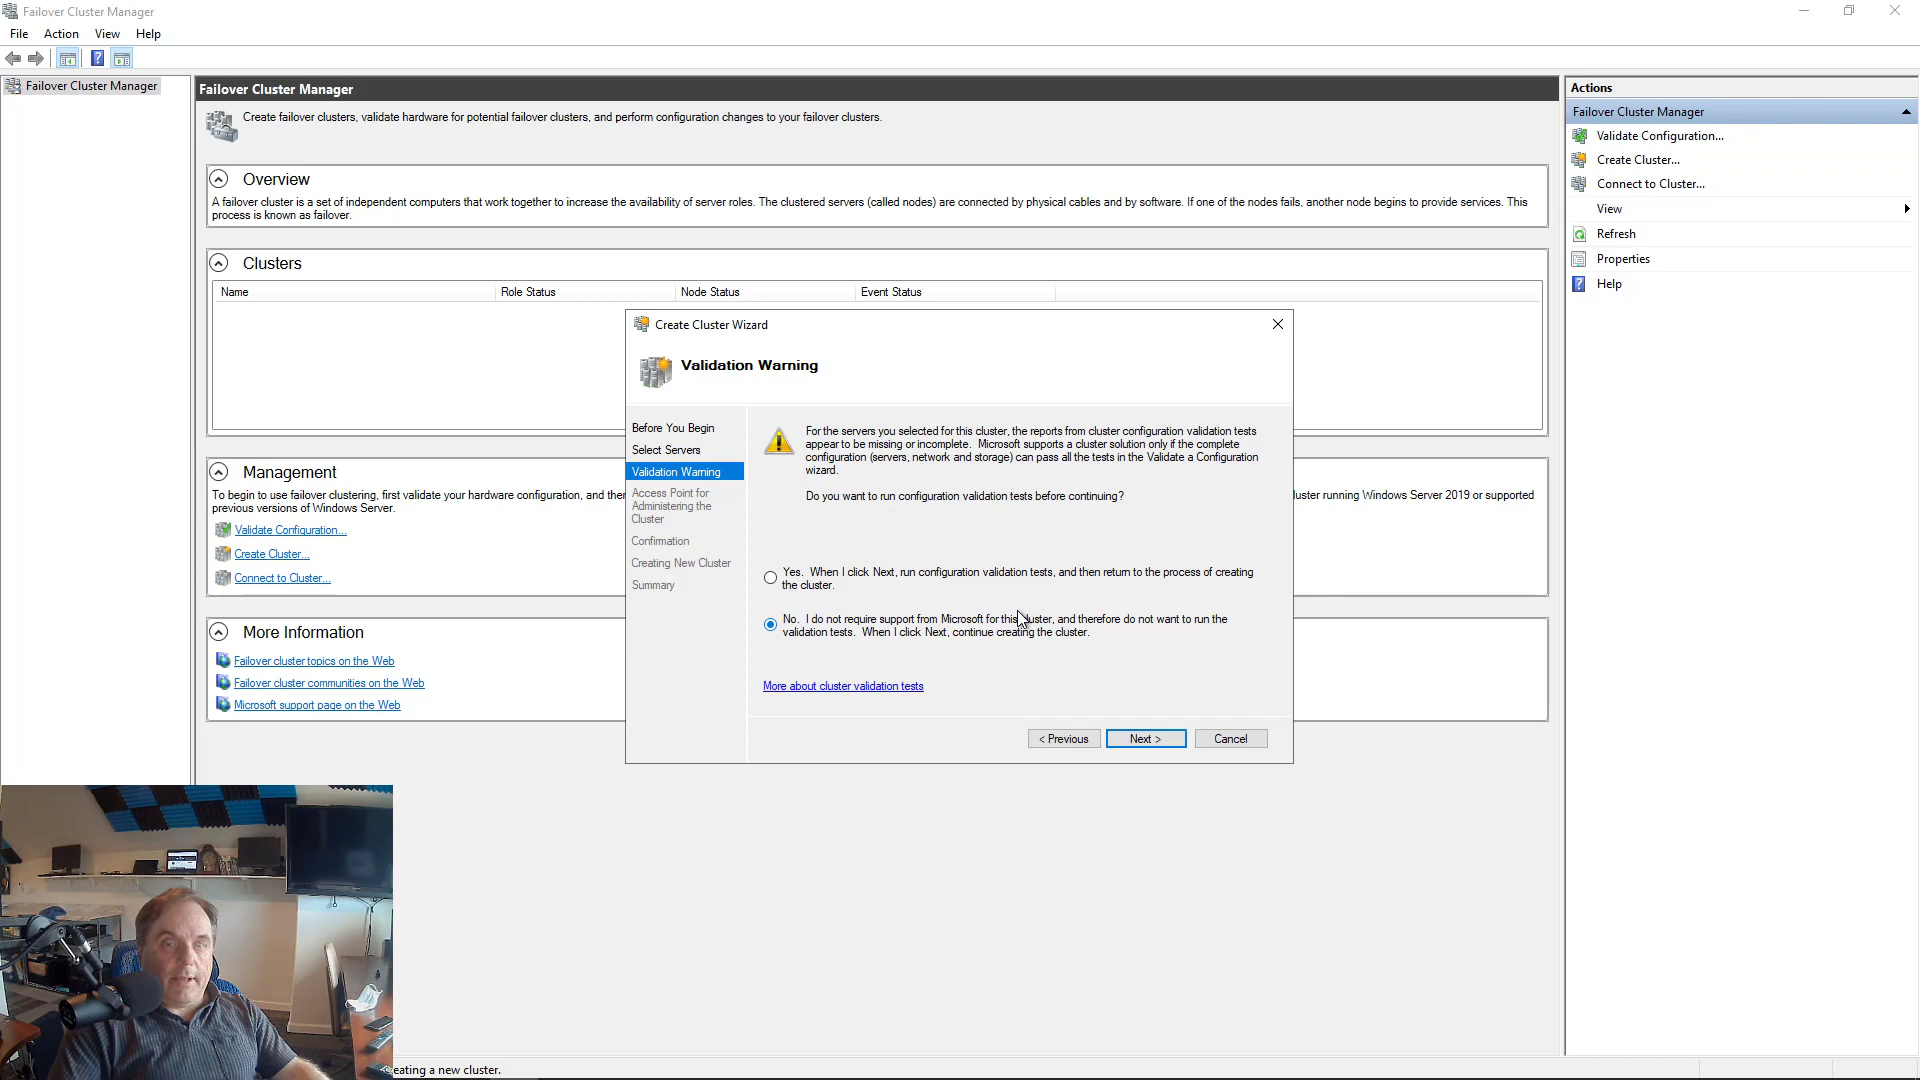 Failover Cluster Manager
File Action View Help
Failover Cluster Manager
Failover Cluster Manager
Create failover clusters, validate hardware for potential failover clusters, and perform configuration changes to your failover clusters.
Overview
A failover cluster is a set of independent computers that work together to increase the availability of server roles. The clustered servers (called nodes) are connected by physical cables and by software. If one of the nodes fails, another node begins to provide services. This
process is known as failover.
Clusters
Name Role Status Node Status Event Status
Management
To begin to use failover clustering, first validate your hardware configuration, and then
luster running Windows Server 2019 or supported
previous versions of Windows Server.
Validate Configuration...
Create Cluster...
Connect to Cluster...
More Information
Failover cluster topics on the Web
Failover cluster communities on the Web
Microsoft support page on the Web
Create Cluster Wizard
Validation Warning
Before You Begin
Select Servers
Validation Warning
Access Point for
Administering the
Cluster
Confirmation
Creating New Cluster
Summary
For the servers you selected for this cluster, the reports from cluster configuration validation tests
appear to be missing or incomplete. Microsoft supports a cluster solution only if the complete
configuration (servers, network and storage) can pass all the tests in the Validate a Configuration
wizard.
Do you want to run configuration validation tests before continuing?
Yes. When I click Next, run configuration validation tests, and then return to the process of creating
the cluster.
No. I do not require support from Microsoft for this cluster, and therefore do not want to run the
validation tests. When I click Next, continue creating the cluster.
More about cluster validation tests
< Previous Next > Cancel
Actions
Failover Cluster Manager
Validate Configuration...
Create Cluster...
Connect to Cluster...
View
Refresh
Properties
Help
eating a new cluster.